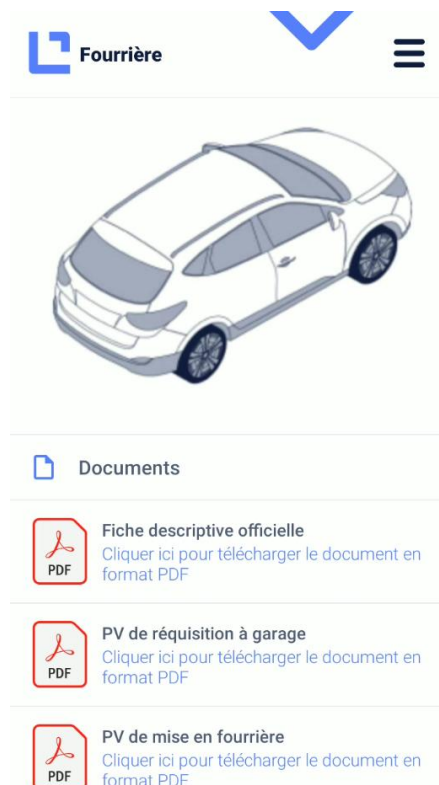 Fourrière
Documents
Fiche descriptive officielle
Cliquer ici pour télécharger le document en
format PDF
PDF
PV de réquisition à garage
Cliquer ici pour télécharger le document en
format PDF
PDF
PV de mise en fourrière
Cliquer ici pour télécharger le document en
format PDF
PDF